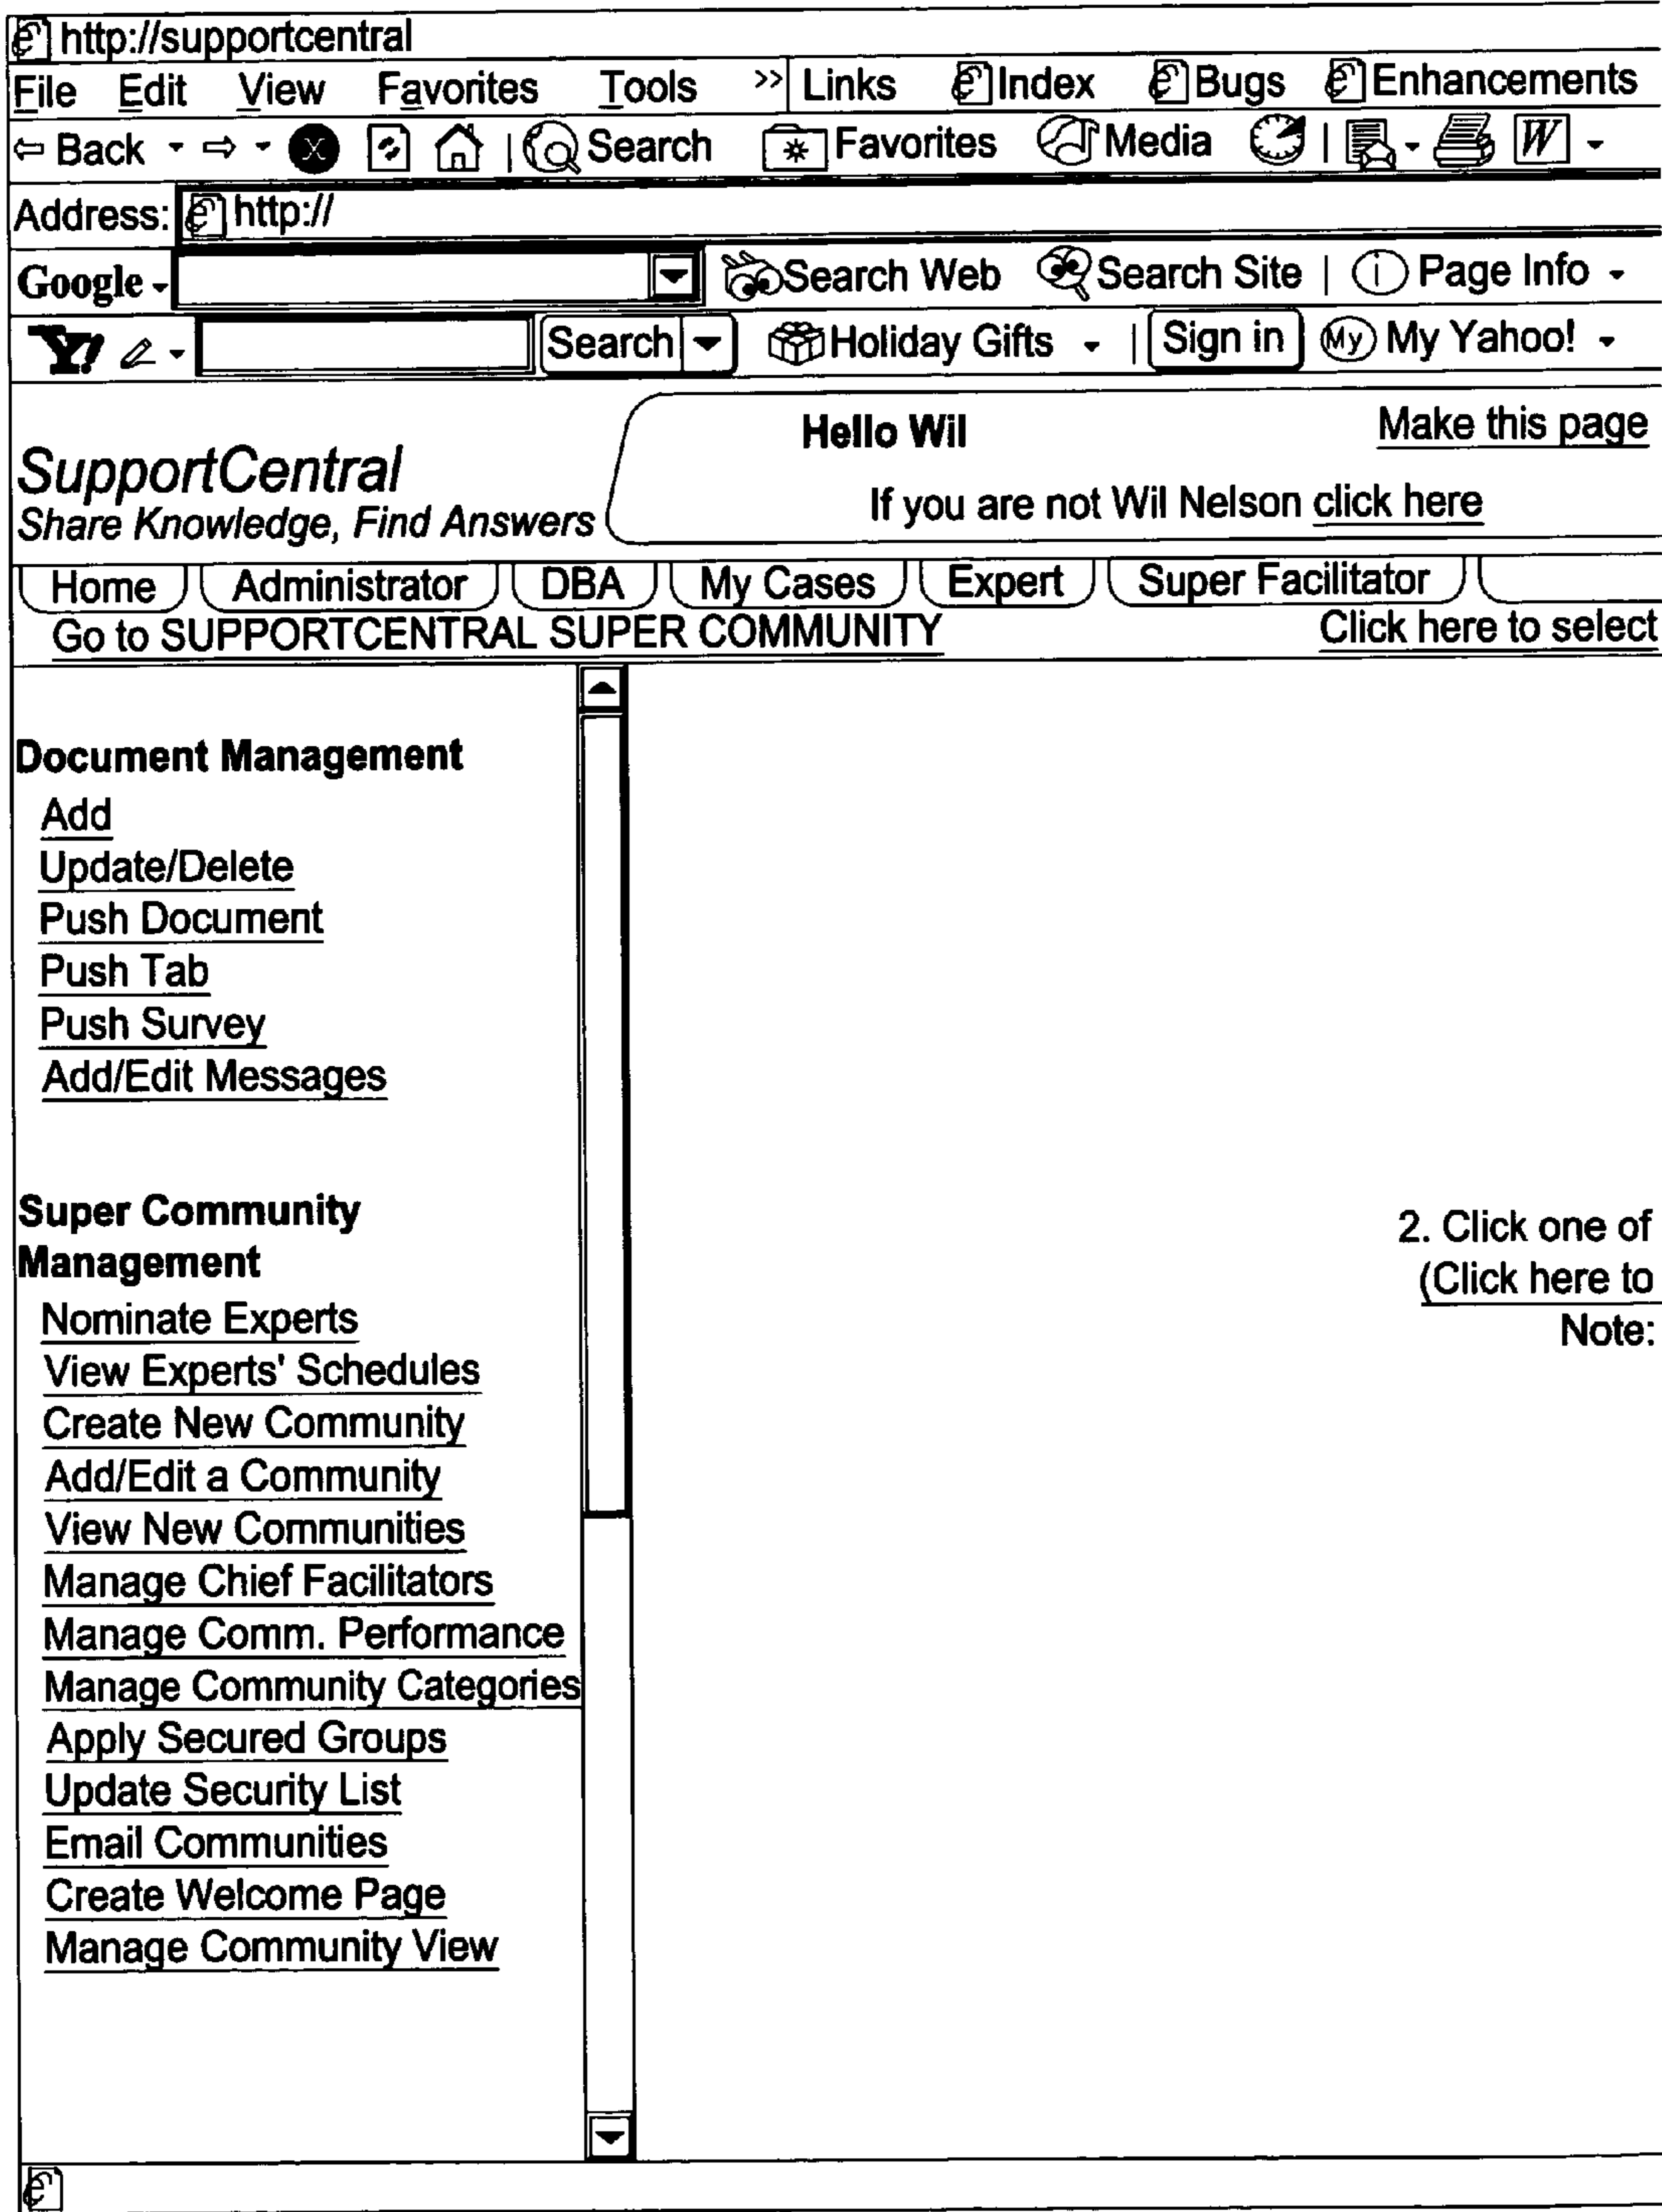 http://supportcentral
File Edit View Favorites Tools >> Links Index Bugs Enhancements
Back Search Favorites Media W
Address: http://
Google Search Web Search Site | i Page Info
Y! Search Holiday Gifts | Sign in My My Yahoo!
Hello Wil Make this page
SupportCentral
If you are not Wil Nelson click here
Share Knowledge, Find Answers
Home Administrator DBA My Cases Expert Super Facilitator
Go to SUPPORTCENTRAL SUPER COMMUNITY Click here to select
Document Management
Add
Update/Delete
Push Document
Push Tab
Push Survey
Add/Edit Messages
Super Community
Management
2. Click one of
(Click here to
Note:
Nominate Experts
View Experts' Schedules
Create New Community
Add/Edit a Community
View New Communities
Manage Chief Facilitators
Manage Comm. Performance
Manage Community Categories
Apply Secured Groups
Update Security List
Email Communities
Create Welcome Page
Manage Community View